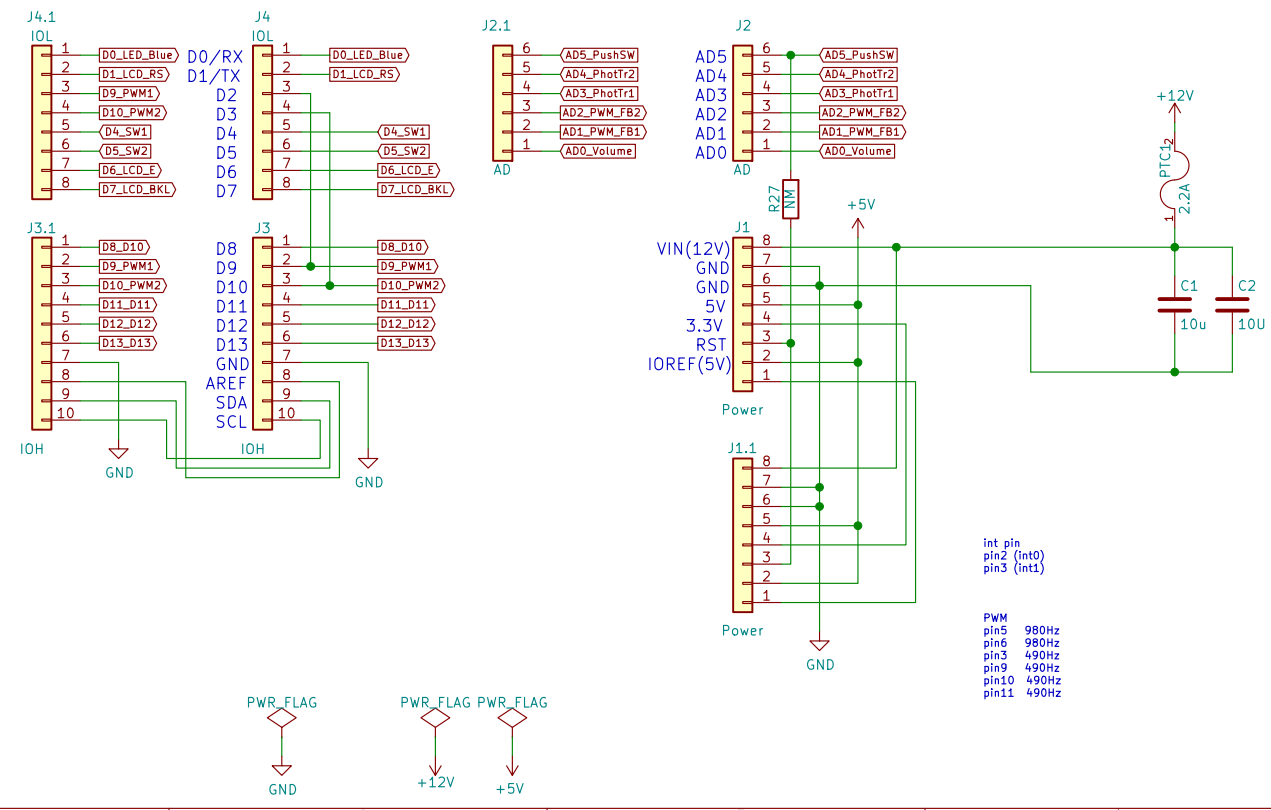 J4.1
IOL
1 D0_LED_Blue
2 D1_LCD_RS
3 D9_PWM1
4 D10_PWM2
5 D4_SW1
6 D5_SW2
7 D6_LCD_E
8 D7_LCD_BKL
J4
IOL
D0/RX 1 D0_LED_Blue
D1/TX 2 D1_LCD_RS
D2 3
D3 4
D4 5 D4_SW1
D5 6 D5_SW2
D6 7 D6_LCD_E
D7 8 D7_LCD_BKL
J2.1
6 AD5_PushSW
5 AD4_PhotTr2
4 AD3_PhotTr1
3 AD2_PWM_FB2
2 AD1_PWM_FB1
1 AD0_Volume
AD
J2
AD5 6 AD5_PushSW
AD4 5 AD4_PhotTr2
AD3 4 AD3_PhotTr1
AD2 3 AD2_PWM_FB2
AD1 2 AD1_PWM_FB1
AD0 1 AD0_Volume
AD
R27
NM
+5V
+12V
PTC1
2
1
2.2A
J3.1
1 D8_D10
2 D9_PWM1
3 D10_PWM2
4 D11_D11
5 D12_D12
6 D13_D13
7
8
9
10
IOH
GND
J3
D8 1 D8_D10
D9 2 D9_PWM1
D10 3 D10_PWM2
D11 4 D11_D11
D12 5 D12_D12
D13 6 D13_D13
GND 7
AREF 8
SDA 9
SCL 10
IOH
GND
J1
VIN(12V) 8
GND 7
GND 6
5V 5
3.3V 4
RST 3
IOREF(5V) 2
1
Power
C1
10u
C2
10U
J1.1
8
7
6
5
4
3
2
1
Power
GND
int pin
pin2 (int0)
pin3 (int1)
PWM
pin5 980Hz
pin6 980Hz
pin3 490Hz
pin9 490Hz
pin10 490Hz
pin11 490Hz
PWR_FLAG PWR_FLAG PWR_FLAG
GND +12V +5V